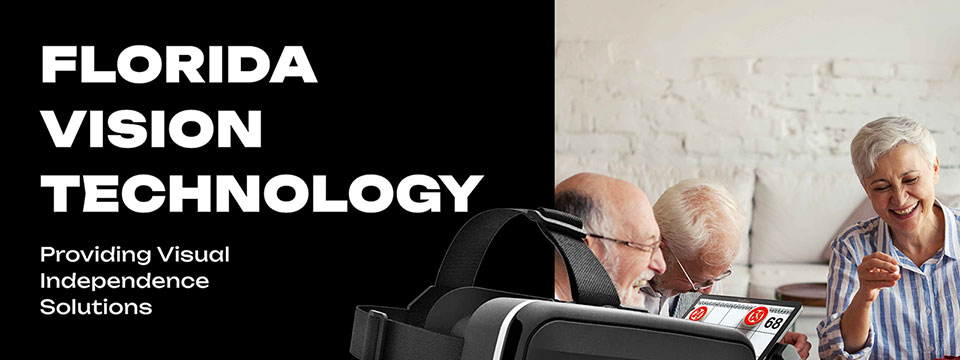 FLORIDA
VISION
TECHNOLOGY
Providing Visual
Independence
Solutions
68